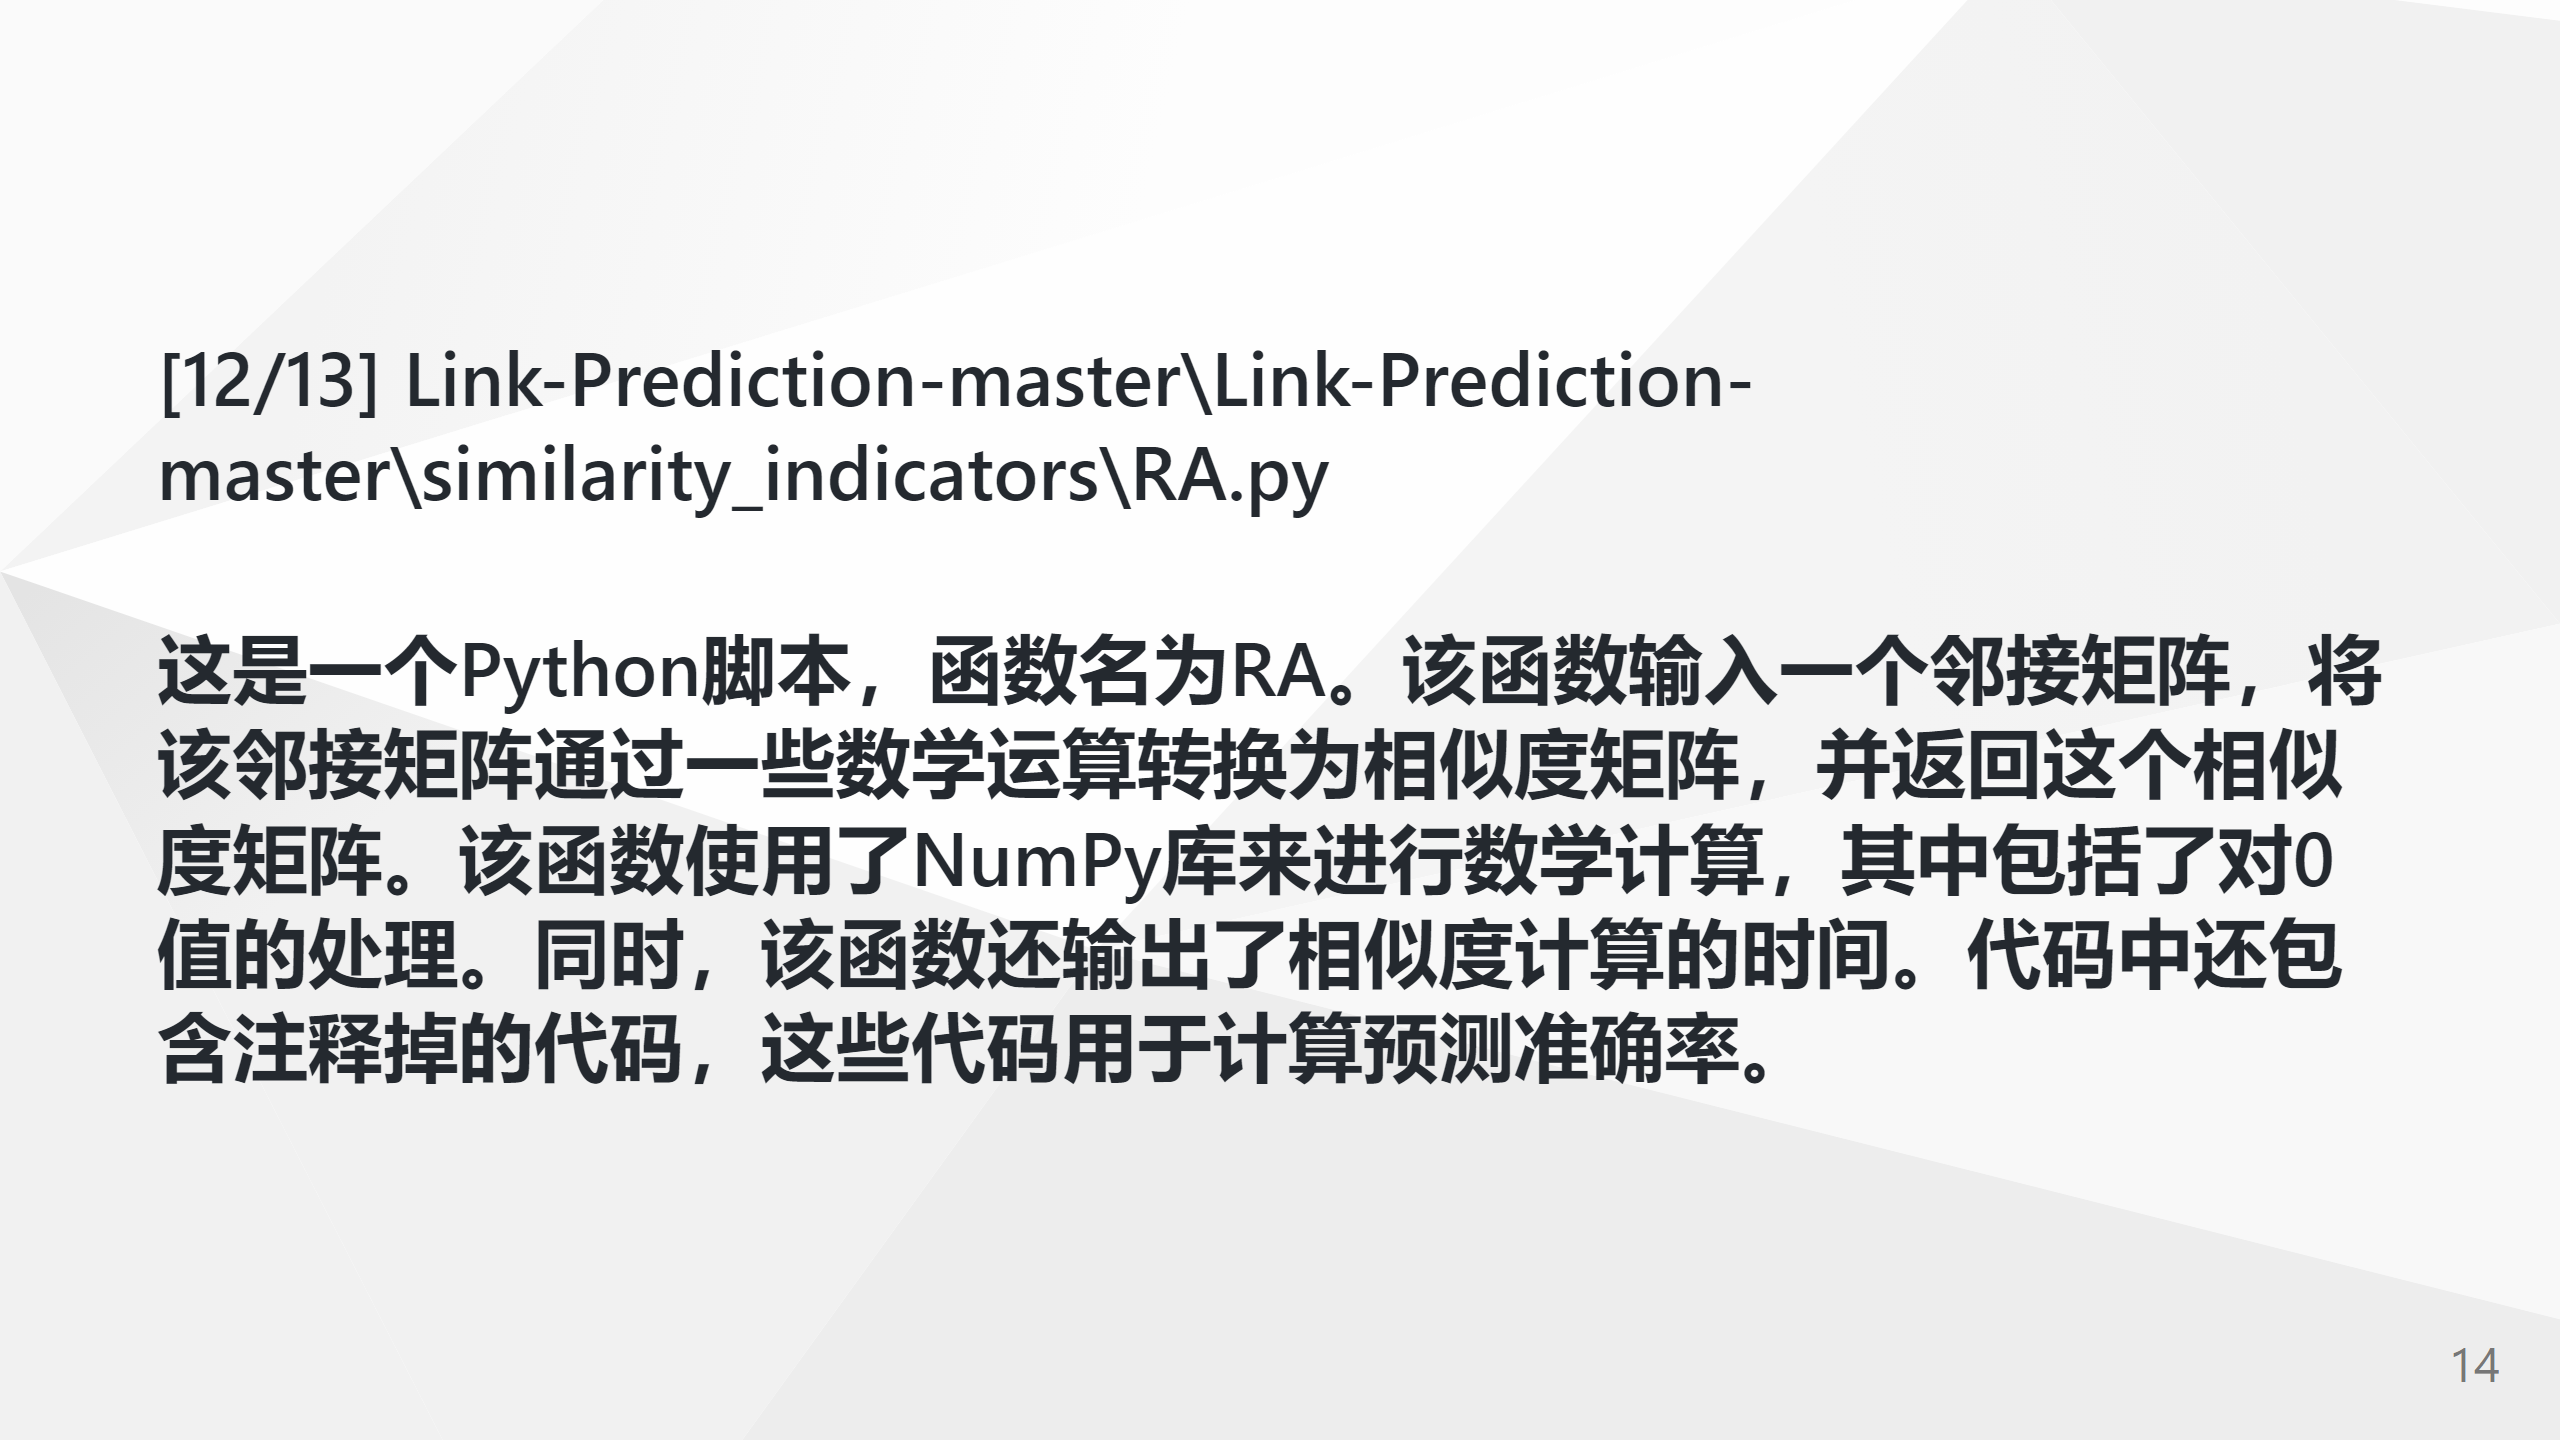 [12/13] Link-Prediction-master\Link-Prediction-
master\similarity_indicators\RA.py
这是一个Python脚本，函数名为RA。该函数输入一个邻接矩阵，将
该邻接矩阵通过一些数学运算转换为相似度矩阵，并返回这个相似
度矩阵。该函数使用了NumPy库来进行数学计算，其中包括了对0
值的处理。同时，该函数还输出了相似度计算的时间。代码中还包
含注释掉的代码，这些代码用于计算预测准确率。
14